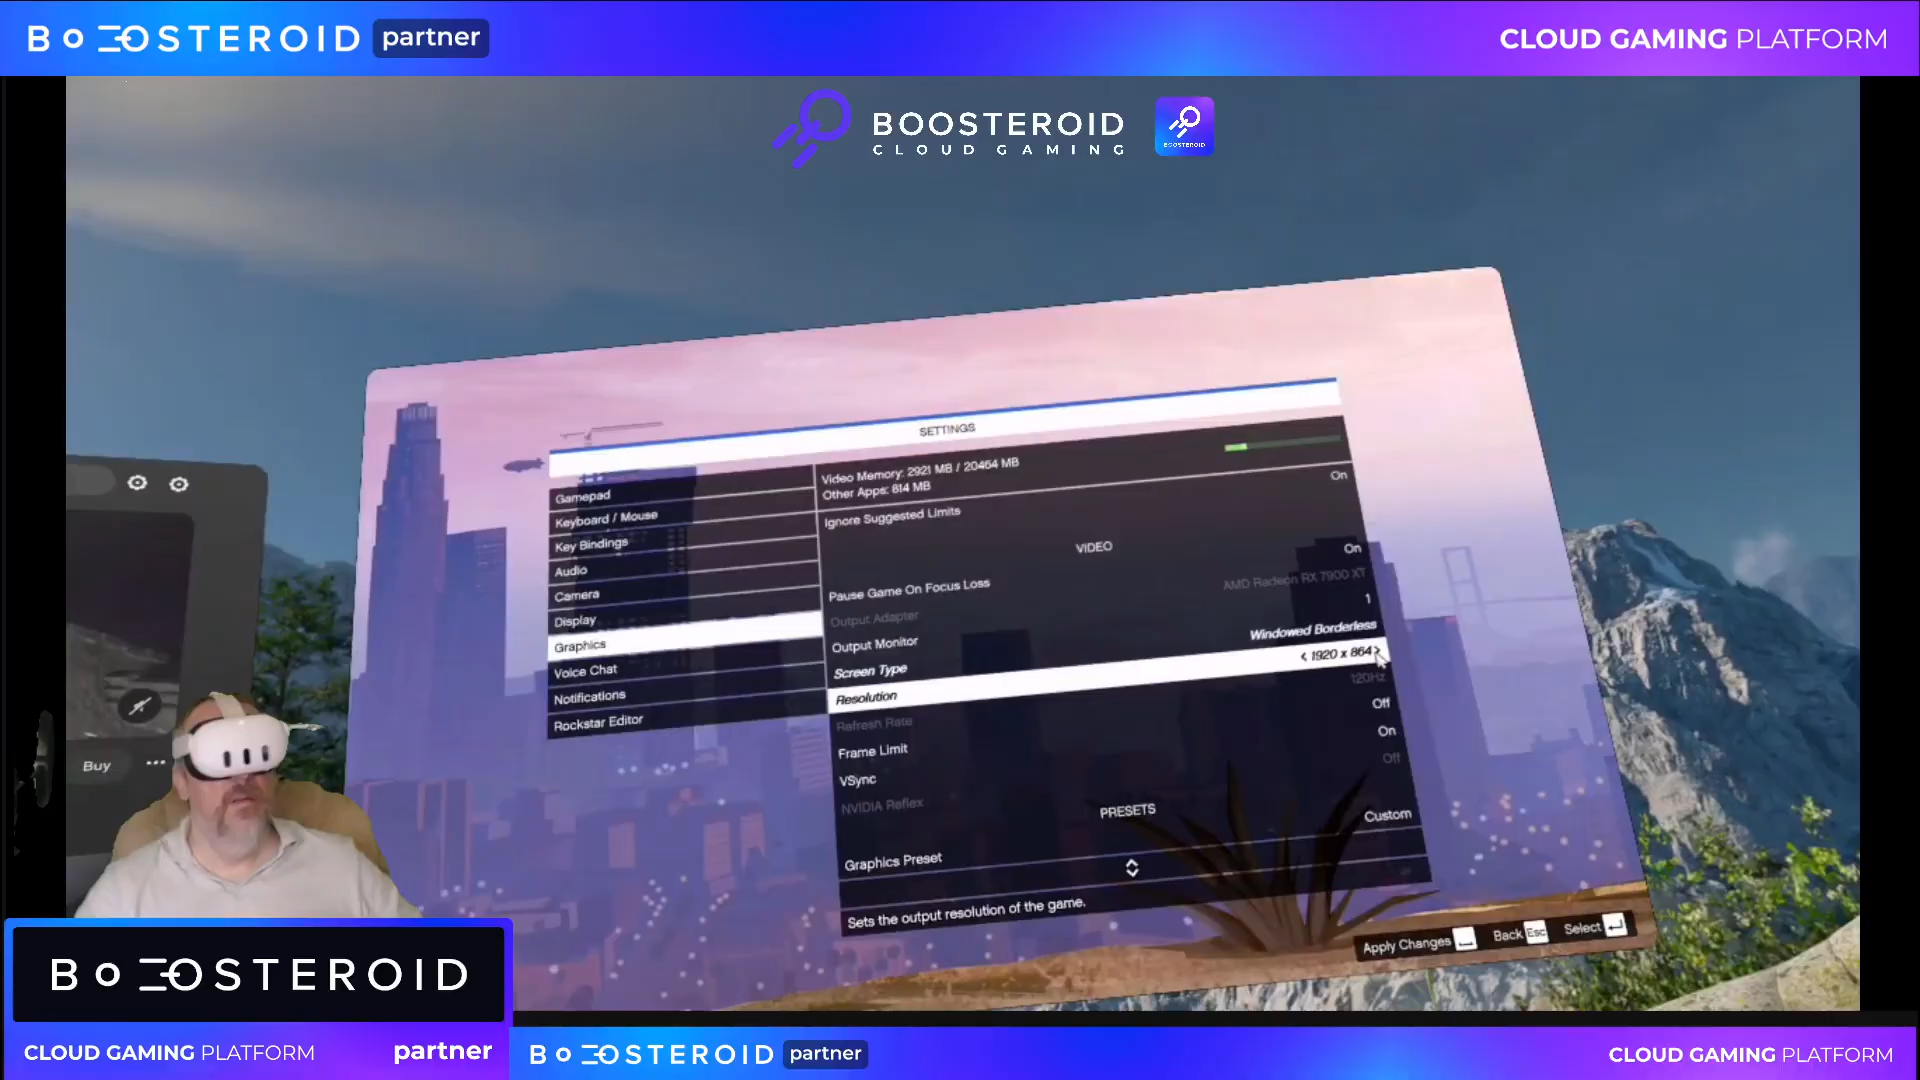 BOOSTEROID partner
CLOUD GAMING PLATFORM
BOOSTEROID
CLOUD GAMING
BOOSTEROID
SETTINGS
Gamepad
Keyboard / Mouse
Key Bindings
Audio
Camera
Display
Graphics
Voice Chat
Notifications
Rockstar Editor
Video Memory: 2921 MB / 20464 MB
Other Apps: 814 MB
Ignore Suggested Limits On
VIDEO
Pause Game On Focus Loss On
Output Adapter AMD Radeon RX 7900 XT
Output Monitor 1
Screen Type Windowed Borderless
Resolution < 1920 x 864 >
Refresh Rate 120Hz
Frame Limit Off
VSync On
NVIDIA Reflex Off
PRESETS
Graphics Preset Custom
Sets the output resolution of the game.
Apply Changes Back Esc Select
Buy ...
BOOSTEROID
CLOUD GAMING PLATFORM partner
BOOSTEROID partner
CLOUD GAMING PLATFORM